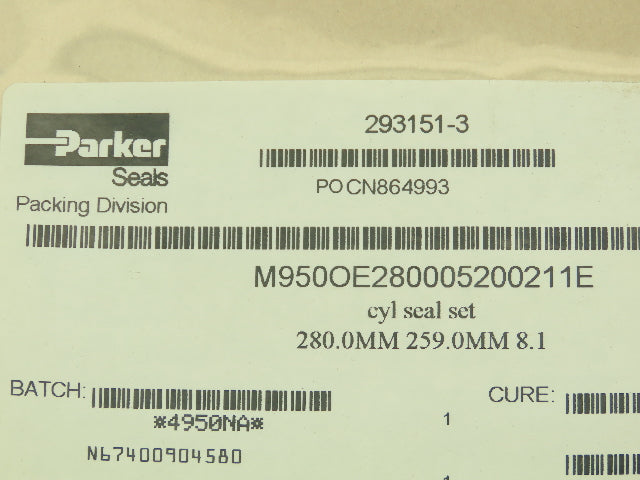 Parker
Seals
Packing Division
293151-3
PO CN864993
M950OE280005200211E
cyl seal set
280.0MM 259.0MM 8.1
BATCH:
*4950NA*
N67400904580
1
CURE:
1